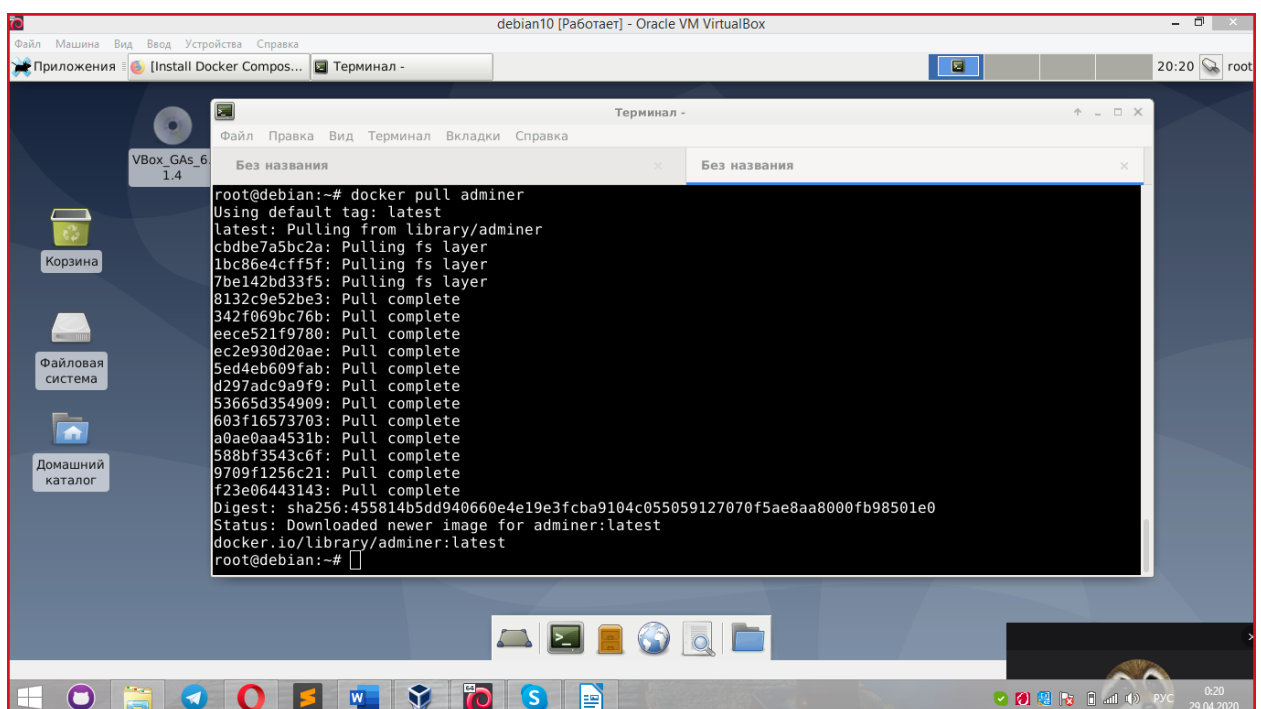 debian10 [Работает] - Oracle VM VirtualBox
Файл Машина Вид Ввод Устройства Справка
Приложения [Install Docker Compos... Терминал - 20:20 root
Терминал -
Файл Правка Вид Терминал Вкладки Справка
Без названия Без названия
VBox_GAs_6.
1.4
Корзина
Файловая
система
Домашний
каталог
root@debian:~# docker pull adminer
Using default tag: latest
latest: Pulling from library/adminer
cbdbe7a5bc2a: Pulling fs layer
1bc86e4cff5f: Pulling fs layer
7be142bd33f5: Pulling fs layer
8132c9e52be3: Pull complete
342f069bc76b: Pull complete
eece521f9780: Pull complete
ec2e930d20ae: Pull complete
5ed4eb609fab: Pull complete
d297adc9a9f9: Pull complete
53665d354909: Pull complete
603f16573703: Pull complete
a0ae0aa4531b: Pull complete
588bf3543c6f: Pull complete
9709f1256c21: Pull complete
f23e06443143: Pull complete
Digest: sha256:455814b5dd940660e4e19e3fcba9104c055059127070f5ae8aa8000fb98501e0
Status: Downloaded newer image for adminer:latest
docker.io/library/adminer:latest
root@debian:~#
64
РУС 0:20
29.04.2020